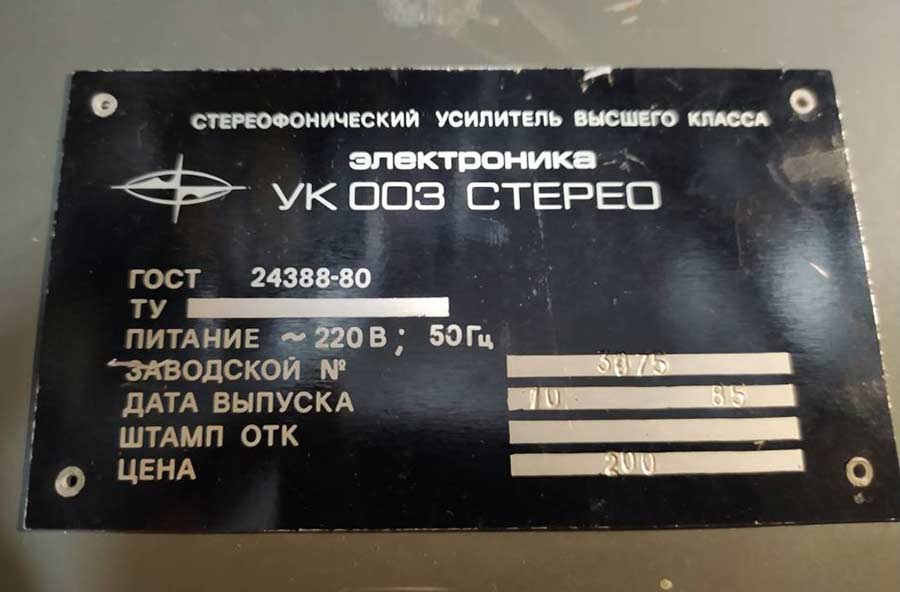 СТЕРЕОФОНИЧЕСКИЙ УСИЛИТЕЛЬ ВЫСШЕГО КЛАССА
электроника
УК 003 СТЕРЕО
ГОСТ 24388-80
ТУ
ПИТАНИЕ ~ 220 В ; 50 Гц
ЗАВОДСКОЙ № 3075
ДАТА ВЫПУСКА 10 85
ШТАМП ОТК
ЦЕНА 200